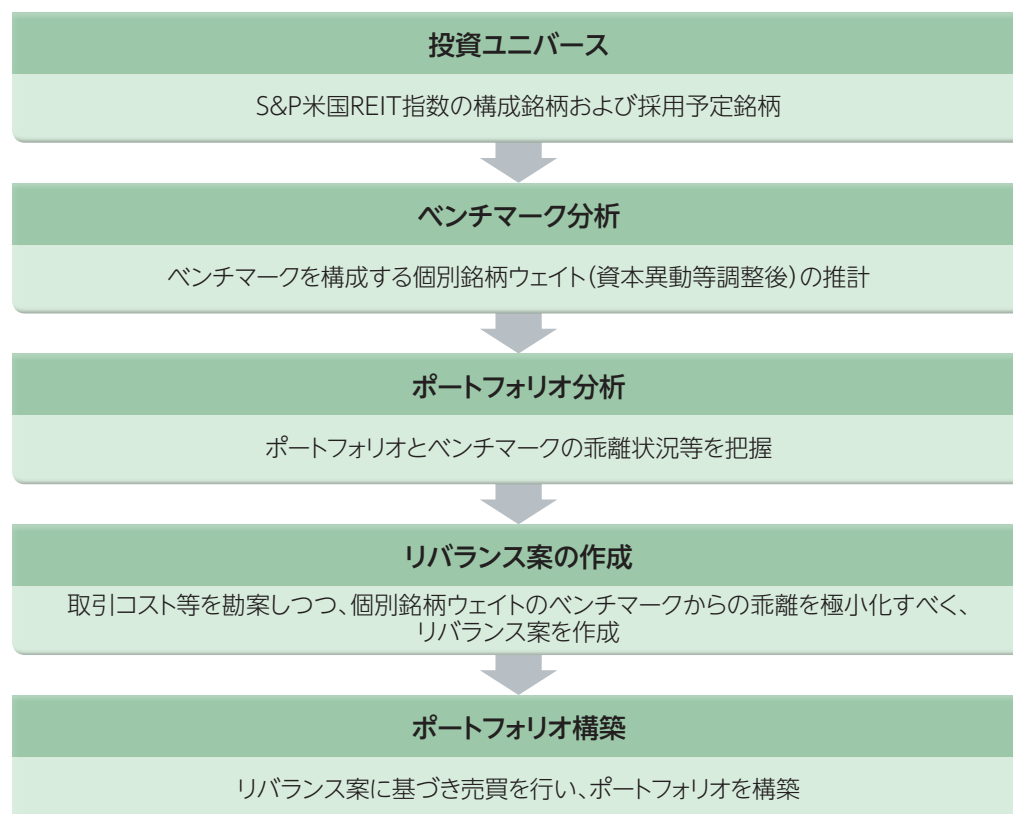 投資ユニバース
S&P米国REIT指数の構成銘柄および採用予定銘柄
ベンチマーク分析
ベンチマークを構成する個別銘柄ウェイト(資本異動等調整後)の推計
ポートフォリオ分析
ポートフォリオとベンチマークの乖離状況等を把握
リバランス案の作成
取引コスト等を勘案しつつ、個別銘柄ウェイトのベンチマークからの乖離を極小化すべく、
リバランス案を作成
ポートフォリオ構築
リバランス案に基づき売買を行い、ポートフォリオを構築